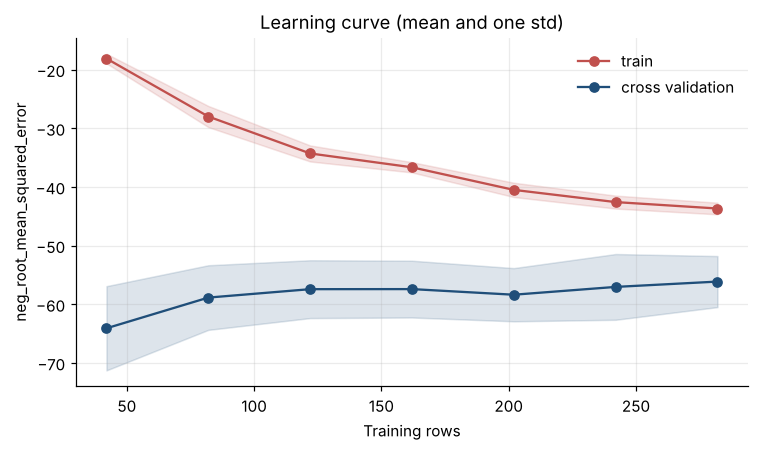 Learning curve (mean and one std)
train
cross validation
neg_root_mean_squared_error
−20
−30
−40
−50
−60
−70
50
100
150
200
250
Training rows